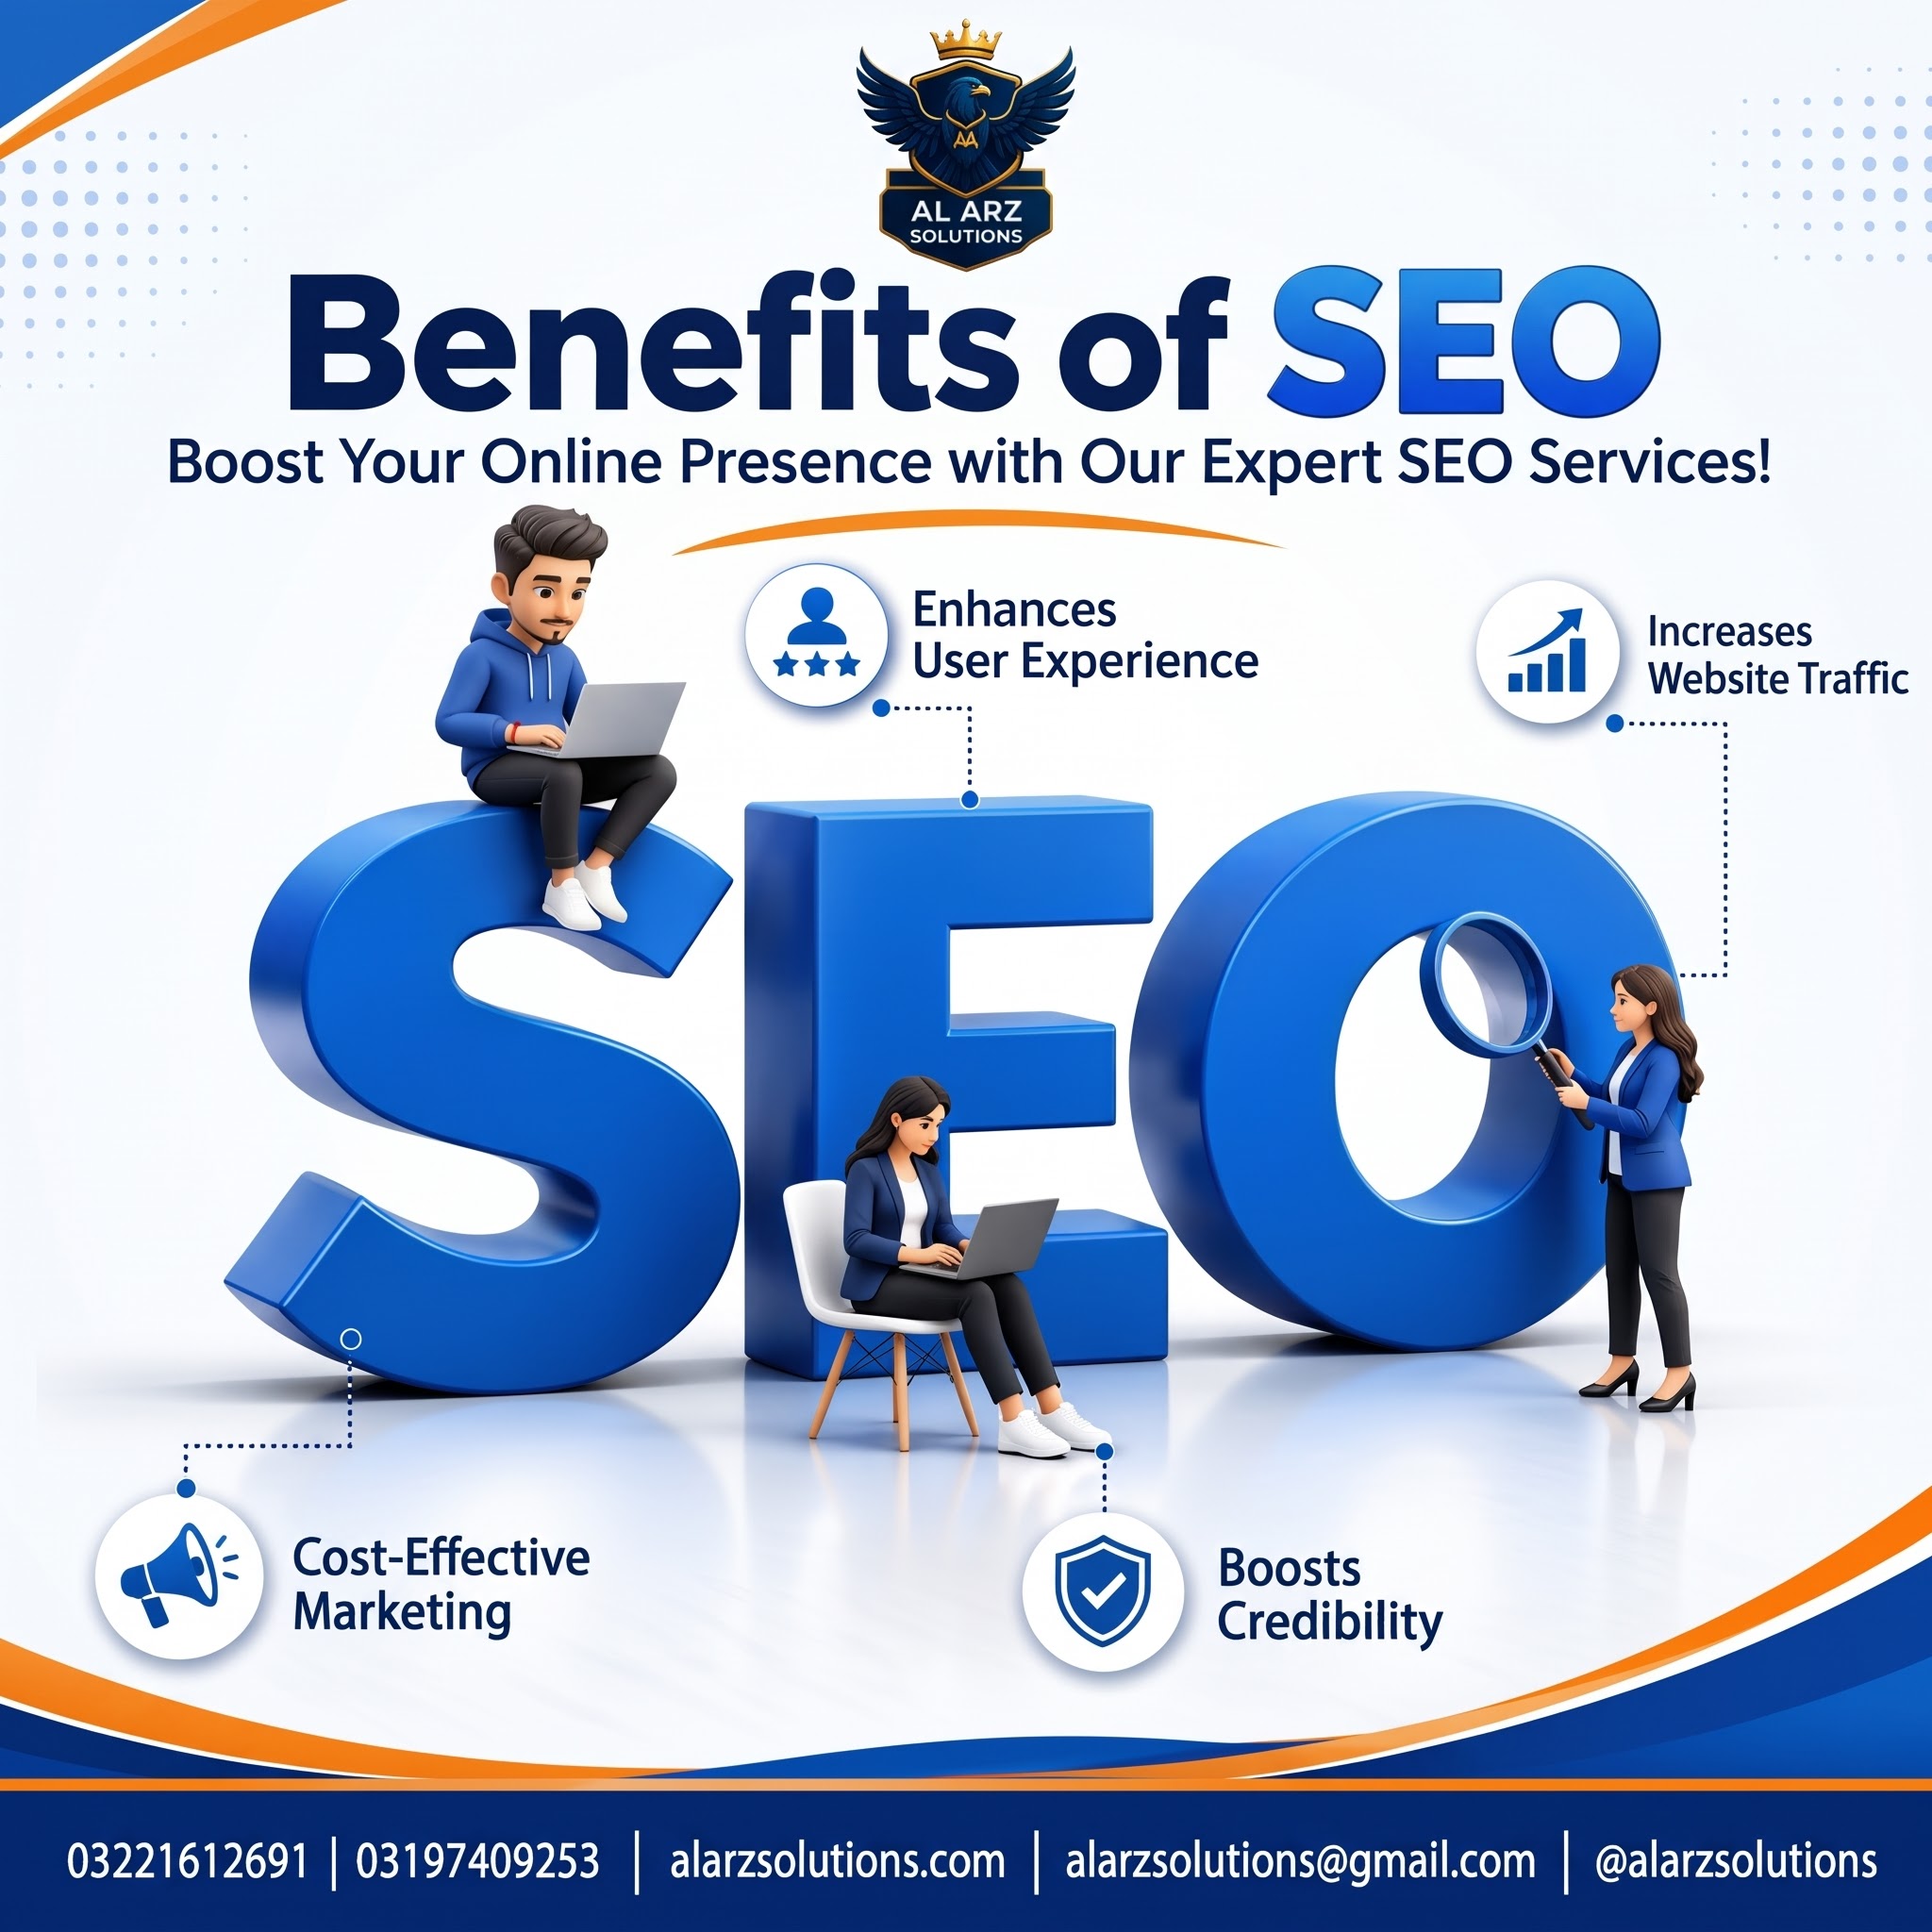 AL ARZ
SOLUTIONS
Benefits of SEO
Boost Your Online Presence with Our Expert SEO Services!
Enhances
User Experience
Increases
Website Traffic
SEO
Cost-Effective
Marketing
Boosts
Credibility
03221612691 | 03197409253 | alarzsolutions.com | alarzsolutions@gmail.com | @alarzsolutions